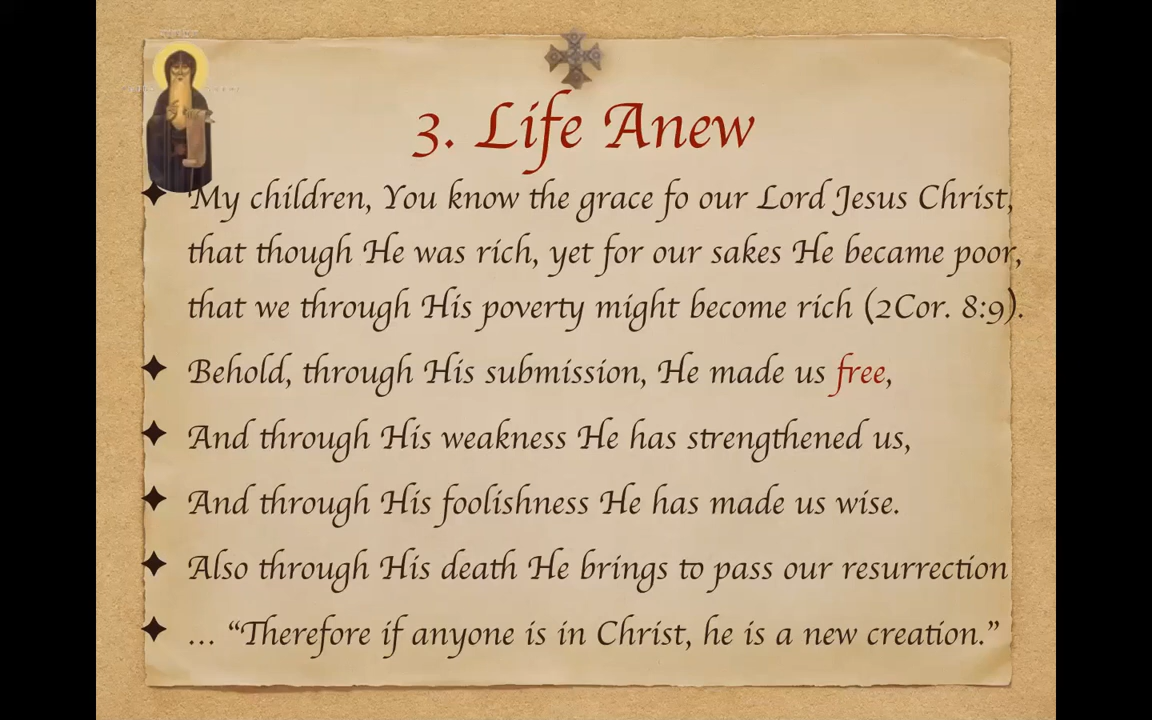 3. Life Anew
✦ My children, You know the grace fo our Lord Jesus Christ,
that though He was rich, yet for our sakes He became poor,
that we through His poverty might become rich (2Cor. 8:9).
✦ Behold, through His submission, He made us free,
✦ And through His weakness He has strengthened us,
✦ And through His foolishness He has made us wise.
✦ Also through His death He brings to pass our resurrection
✦ … “Therefore if anyone is in Christ, he is a new creation.”